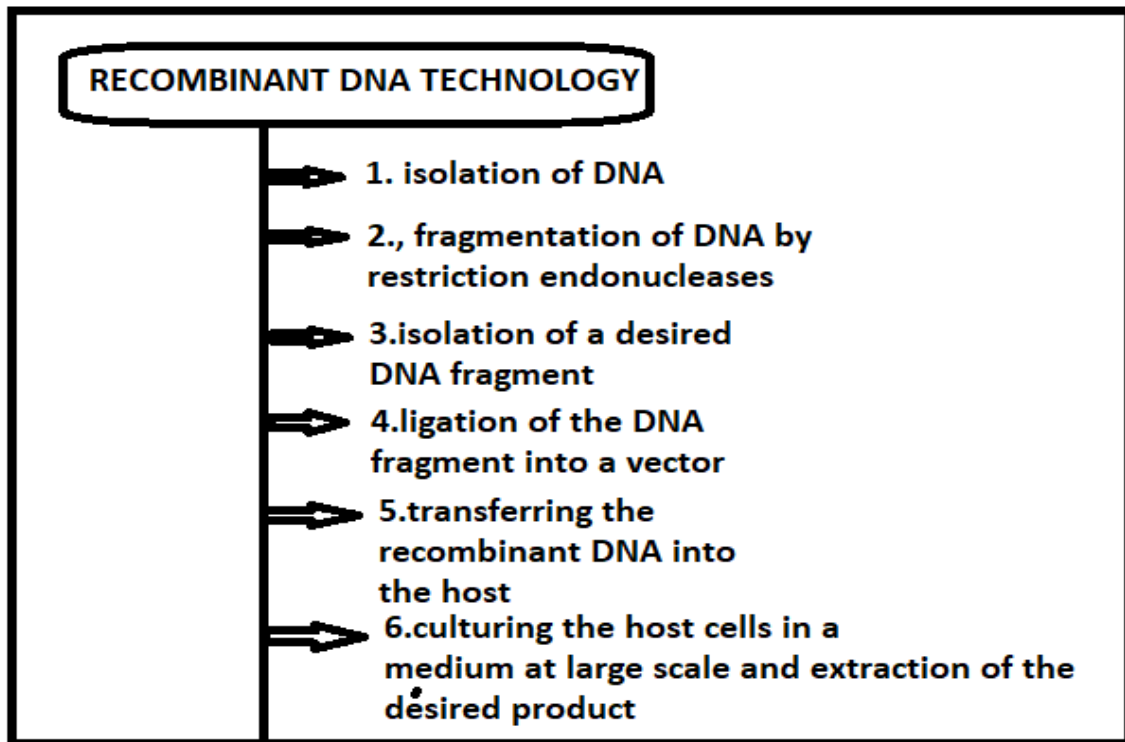 RECOMBINANT DNA TECHNOLOGY
1. isolation of DNA
2., fragmentation of DNA by
restriction endonucleases
3.isolation of a desired
DNA fragment
4.ligation of the DNA
fragment into a vector
5.transferring the
recombinant DNA into
the host
6.culturing the host cells in a
medium at large scale and extraction of the
desired product